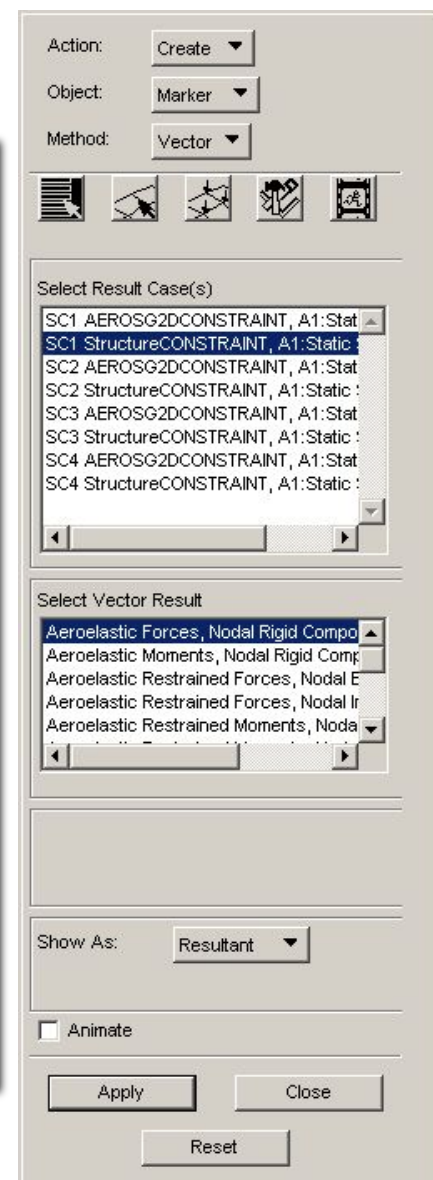 Action: Create
Object: Marker
Method: Vector
Select Result Case(s)
SC1 AEROSG2DCONSTRAINT, A1:Stat
SC1 StructureCONSTRAINT, A1:Static
SC2 AEROSG2DCONSTRAINT, A1:Stat
SC2 StructureCONSTRAINT, A1:Static
SC3 AEROSG2DCONSTRAINT, A1:Stat
SC3 StructureCONSTRAINT, A1:Static
SC4 AEROSG2DCONSTRAINT, A1:Stat
SC4 StructureCONSTRAINT, A1:Static
Select Vector Result
Aeroelastic Forces, Nodal Rigid Compo
Aeroelastic Moments, Nodal Rigid Comp
Aeroelastic Restrained Forces, Nodal E
Aeroelastic Restrained Forces, Nodal I
Aeroelastic Restrained Moments, Noda
Show As: Resultant
Animate
Apply Close
Reset